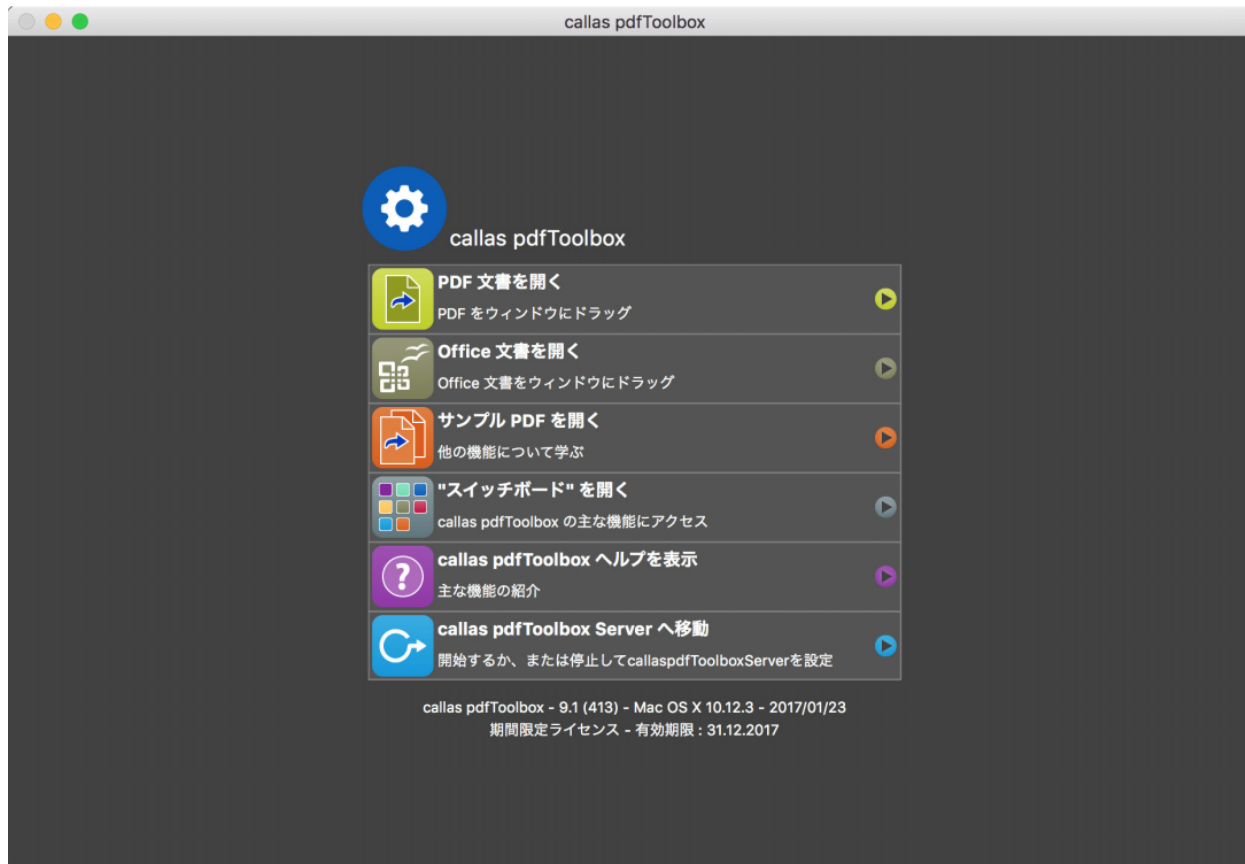 callas pdfToolbox
callas pdfToolbox
PDF 文書を開く
PDF をウィンドウにドラッグ
Office 文書を開く
Office 文書をウィンドウにドラッグ
サンプル PDF を開く
他の機能について学ぶ
"スイッチボード" を開く
callas pdfToolbox の主な機能にアクセス
callas pdfToolbox ヘルプを表示
主な機能の紹介
callas pdfToolbox Server へ移動
開始するか、または停止してcallaspdfToolboxServerを設定
callas pdfToolbox - 9.1 (413) - Mac OS X 10.12.3 - 2017/01/23
期間限定ライセンス - 有効期限 : 31.12.2017